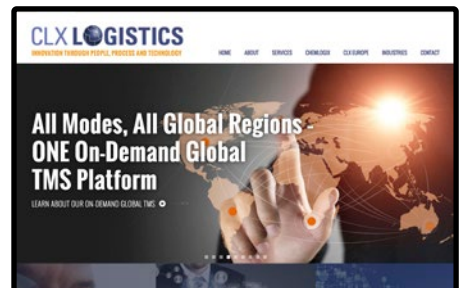 CLX LOGISTICS
INNOVATION THROUGH PEOPLE, PROCESS AND TECHNOLOGY
HOME ABOUT SERVICES CHEMLOGIX CLX EUROPE INDUSTRIES CONTACT
All Modes, All Global Regions -
ONE On-Demand Global
TMS Platform
LEARN ABOUT OUR ON-DEMAND GLOBAL TMS